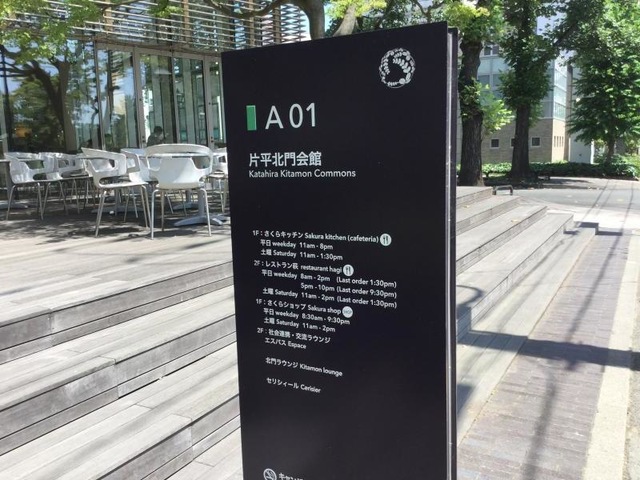 A 01
片平北門会館
Katahira Kitamon Commons
1F：さくらキッチン Sakura kitchen (cafeteria)
平日 weekday 11am - 8pm
土曜 Saturday 11am - 1:30pm
2F：レストラン萩 restaurant hagi
平日 weekday 8am - 2pm (Last order 1:30pm)
5pm - 10pm (Last order 9:30pm)
土曜 Saturday 11am - 2pm (Last order 1:30pm)
1F：さくらショップ Sakura shop
平日 weekday 8:30am - 9:30pm
土曜 Saturday 11am - 2pm
2F：社会連携・交流ラウンジ
エスパス Espace
北門ラウンジ Kitamon lounge
セリシィール Cerisier